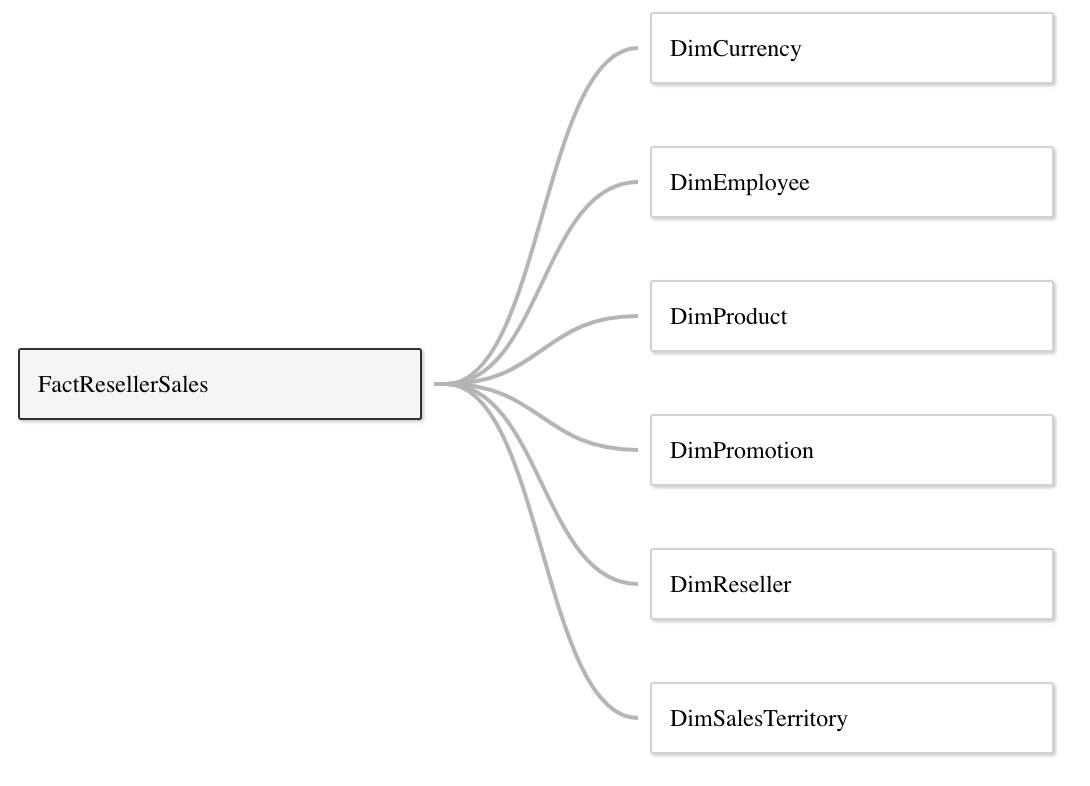 DimCurrency
DimEmployee
DimProduct
FactResellerSales
DimPromotion
DimReseller
DimSalesTerritory